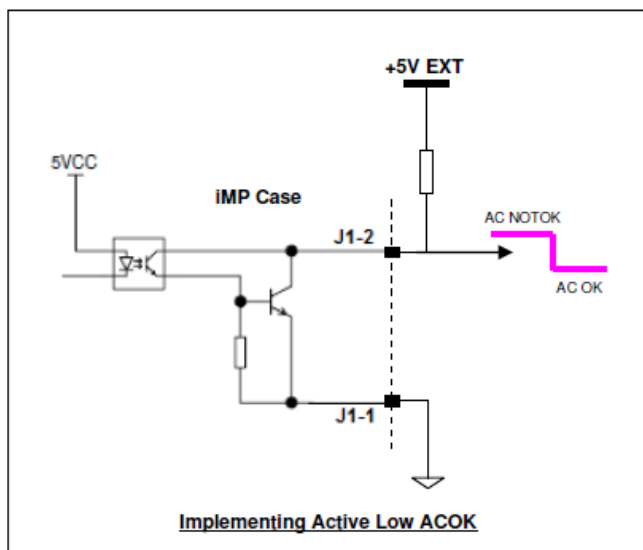 +5V EXT
5VCC
iMP Case
J1-2
AC NOTOK
AC OK
J1-1
Implementing Active Low ACOK